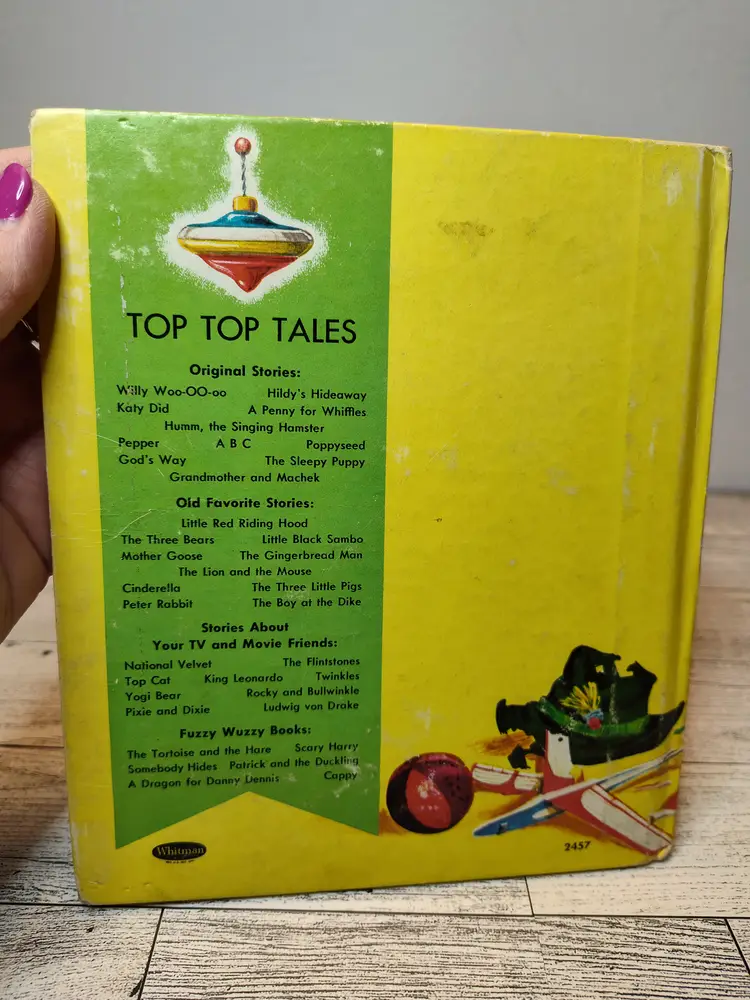 TOP TOP TALES
Original Stories:
Willy Woo-OO-oo Hildy's Hideaway
Katy Did A Penny for Whiffles
Humm, the Singing Hamster
Pepper A B C Poppyseed
God's Way The Sleepy Puppy
Grandmother and Machek
Old Favorite Stories:
Little Red Riding Hood
The Three Bears Little Black Sambo
Mother Goose The Gingerbread Man
The Lion and the Mouse
Cinderella The Three Little Pigs
Peter Rabbit The Boy at the Dike
Stories About
Your TV and Movie Friends:
National Velvet The Flintstones
Top Cat King Leonardo Twinkles
Yogi Bear Rocky and Bullwinkle
Pixie and Dixie Ludwig von Drake
Fuzzy Wuzzy Books:
The Tortoise and the Hare Scary Harry
Somebody Hides Patrick and the Duckling
A Dragon for Danny Dennis Cappy
Whitman
2457